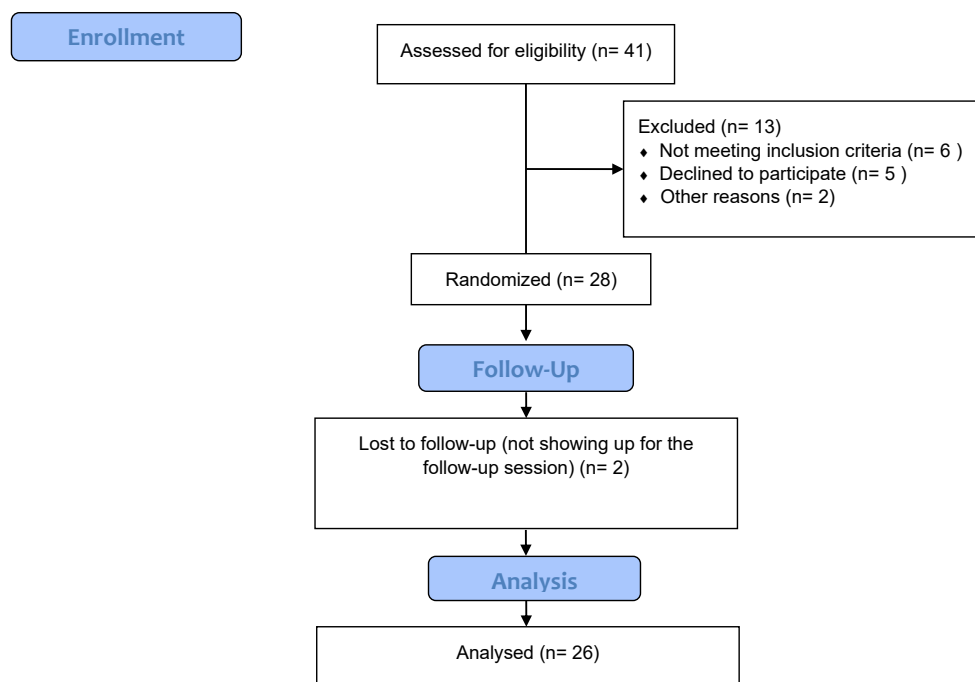 Enrollment
Assessed for eligibility (n= 41)
Excluded (n= 13)
♦ Not meeting inclusion criteria (n= 6 )
♦ Declined to participate (n= 5 )
♦ Other reasons (n= 2)
Randomized (n= 28)
Follow-Up
Lost to follow-up (not showing up for the
follow-up session) (n= 2)
Analysis
Analysed (n= 26)